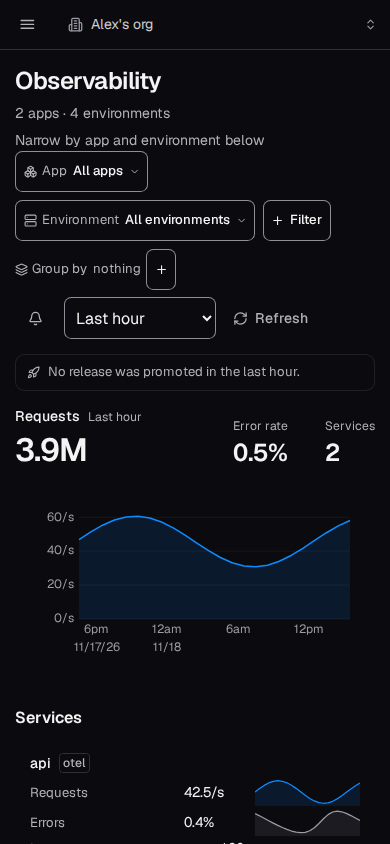 Alex's org
Observability
2 apps · 4 environments
Narrow by app and environment below
App All apps
Environment All environments
+ Filter
Group by nothing +
Last hour
Refresh
No release was promoted in the last hour.
Requests Last hour
3.9M
Error rate
0.5%
Services
2
60/s
40/s
20/s
0/s
6pm 12am 6am 12pm
11/17/26 11/18
Services
api otel
Requests 42.5/s
Errors 0.4%